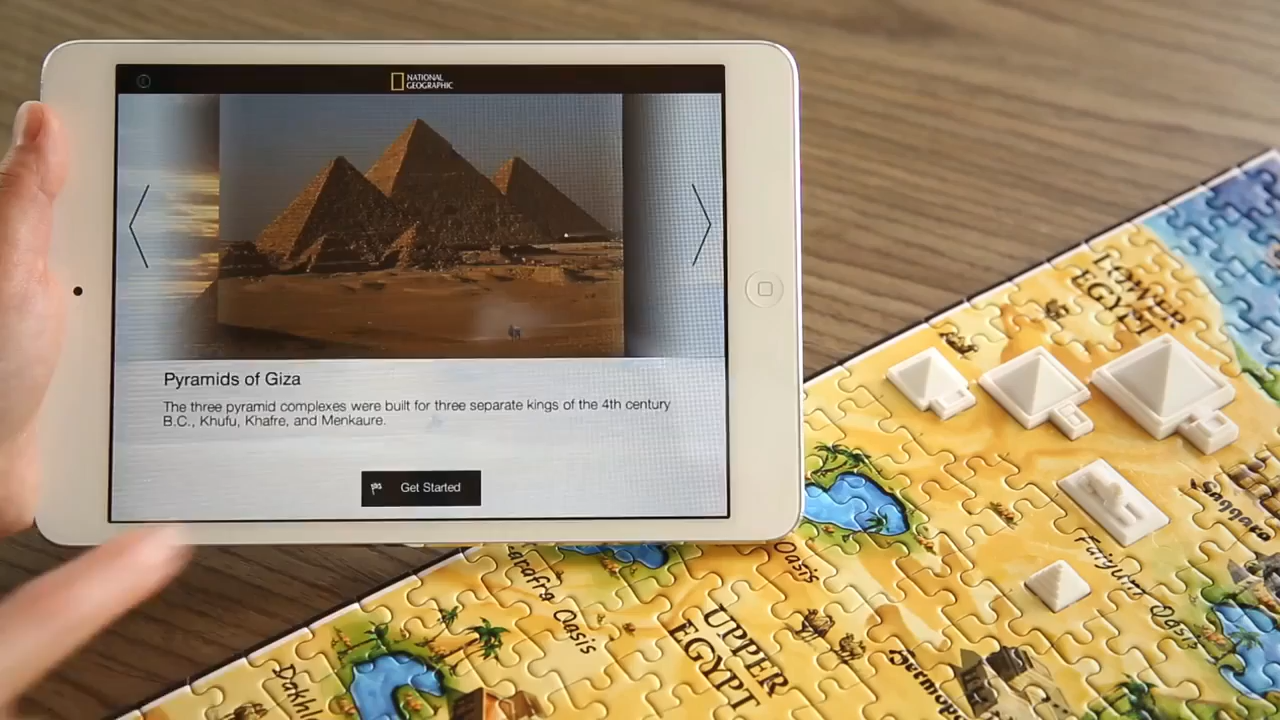 NATIONAL
GEOGRAPHIC
Pyramids of Giza
The three pyramid complexes were built for three separate kings of the 4th century
B.C., Khufu, Khafre, and Menkaure.
Get Started
LOWER
EGYPT
Saqqara
Faiyum Oasis
Oasis
Farafra Oasis
UPPER
EGYPT